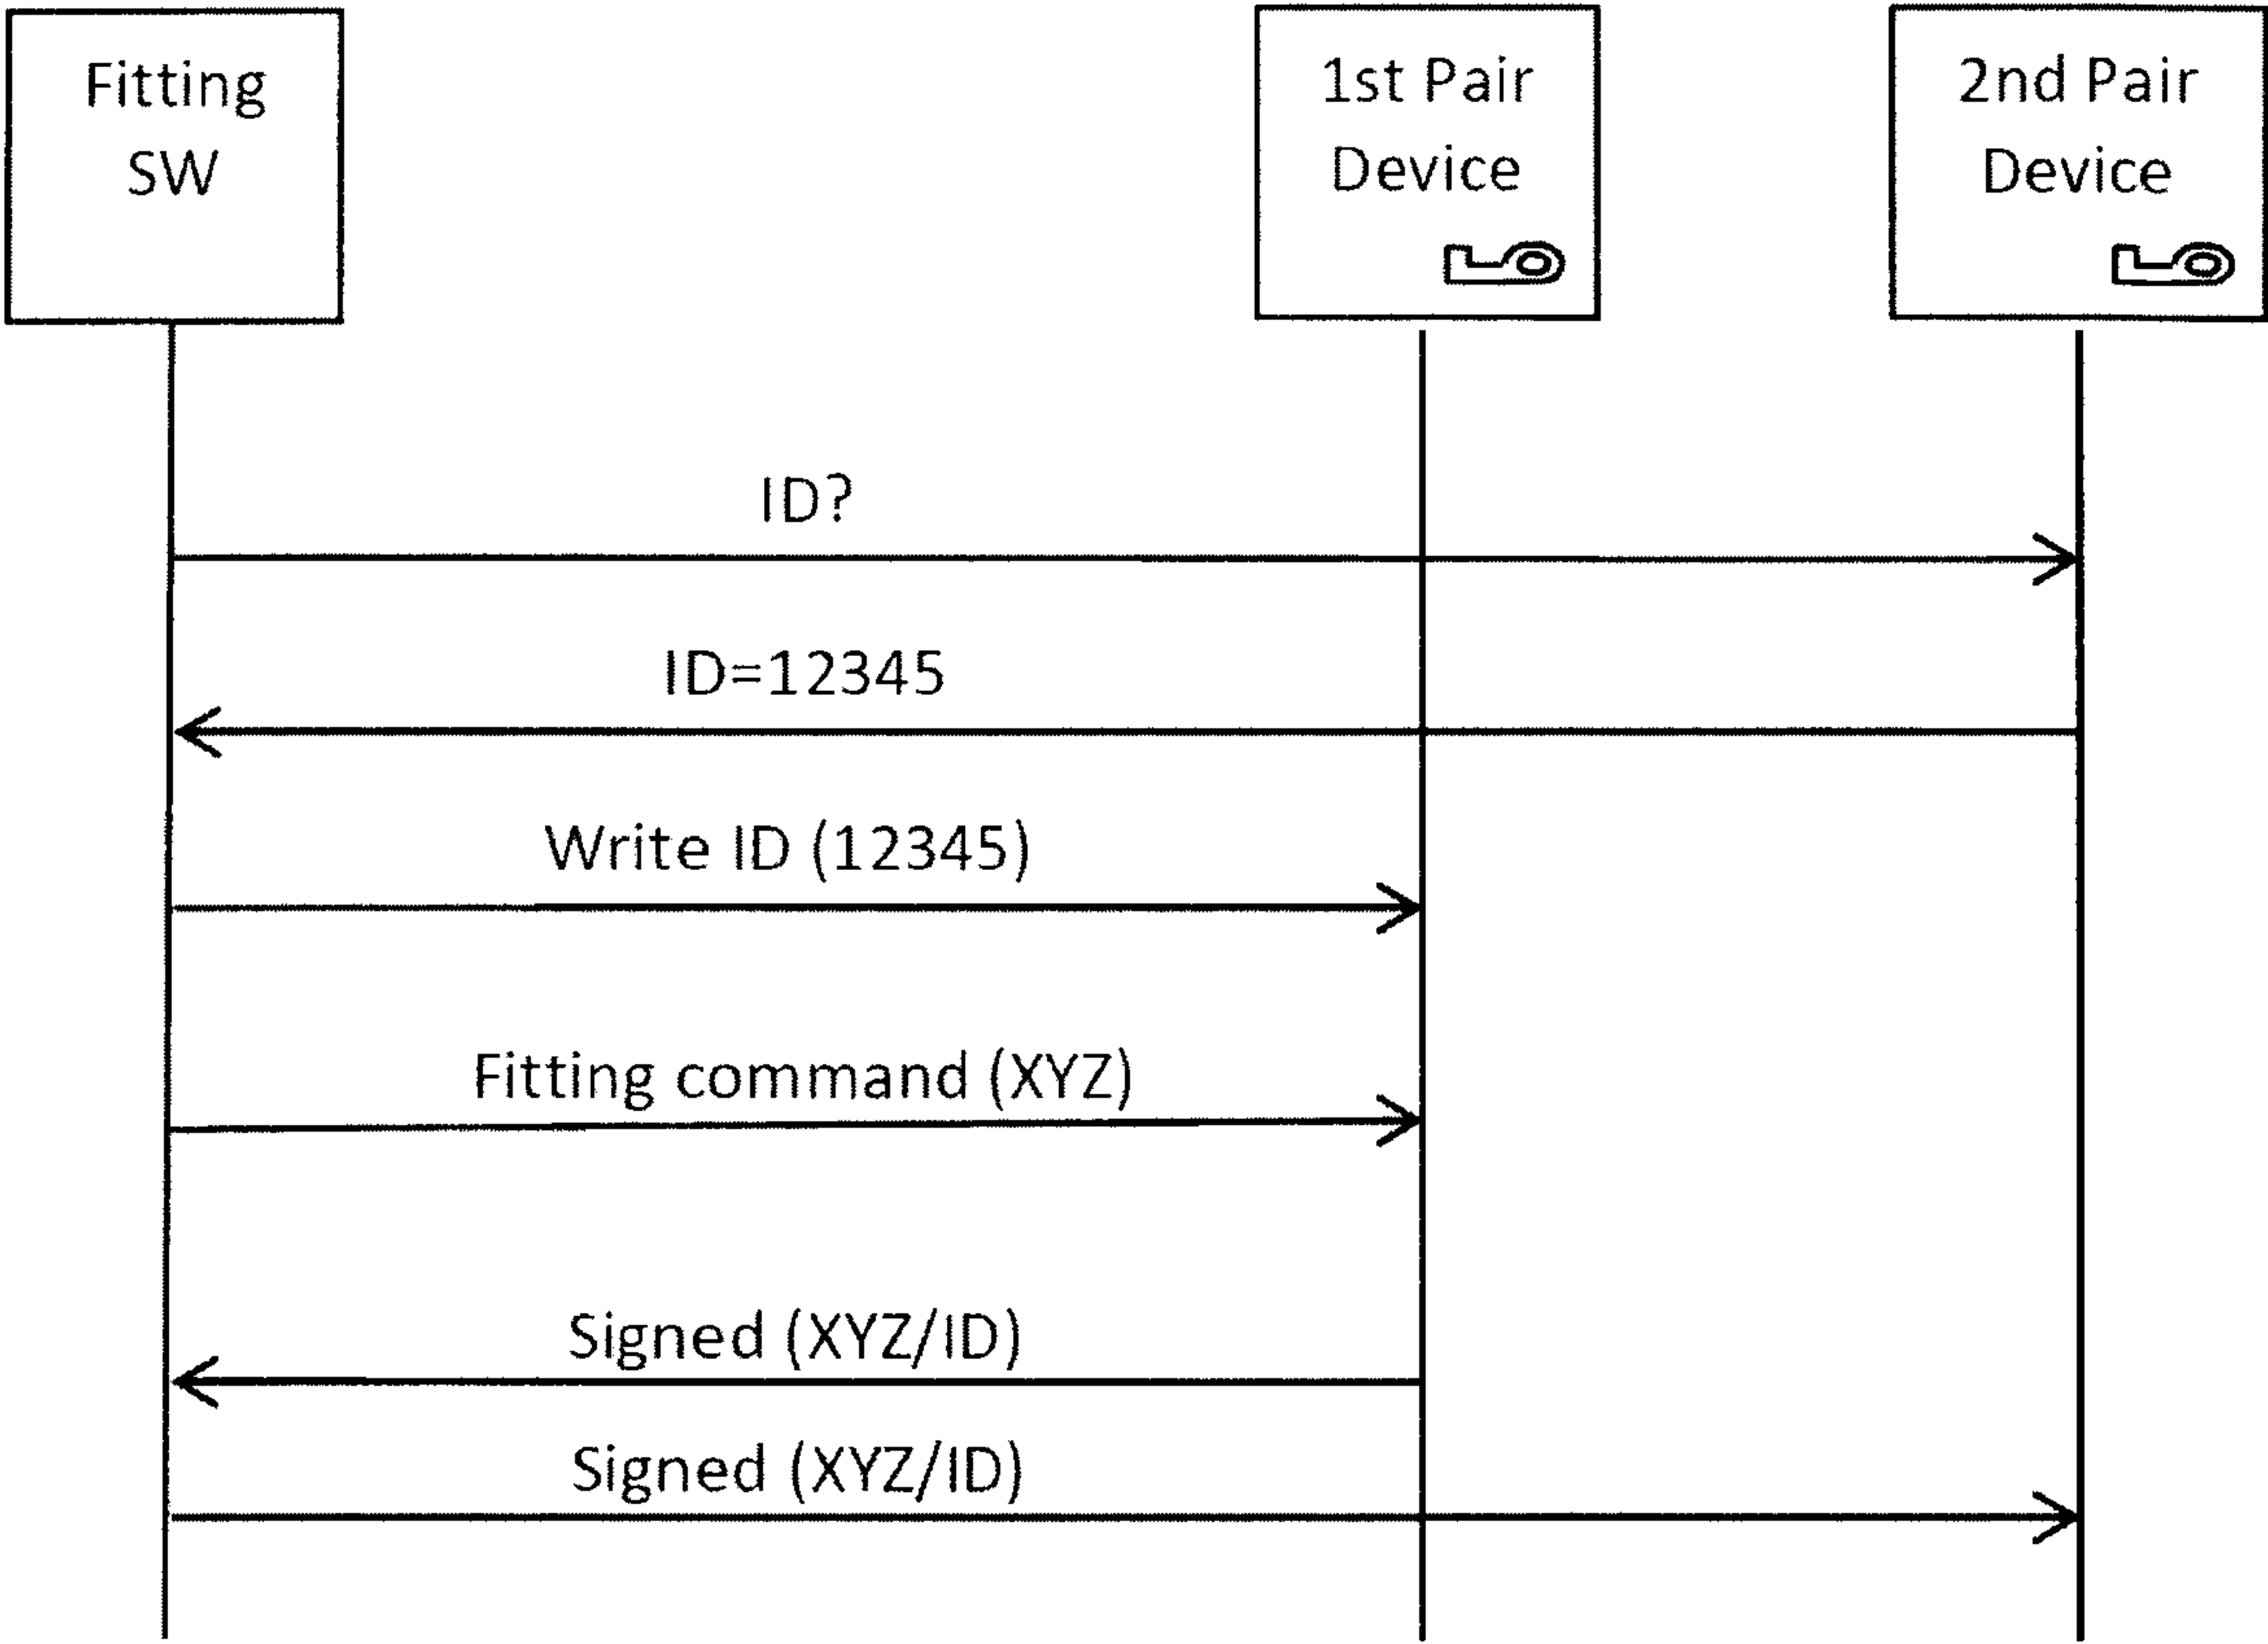 Fitting
SW
1st Pair
Device
2nd Pair
Device
ID?
ID=12345
Write ID (12345)
Fitting command (XYZ)
Signed (XYZ/ID)
Signed (XYZ/ID)